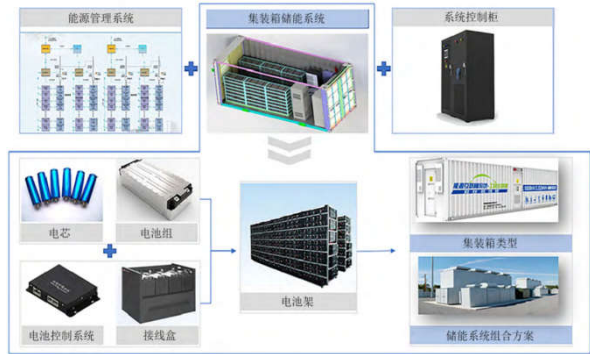 能源管理系统
集装箱储能系统
系统控制柜
电芯
电池组
电池控制系统
接线盒
电池架
集装箱类型
储能系统组合方案